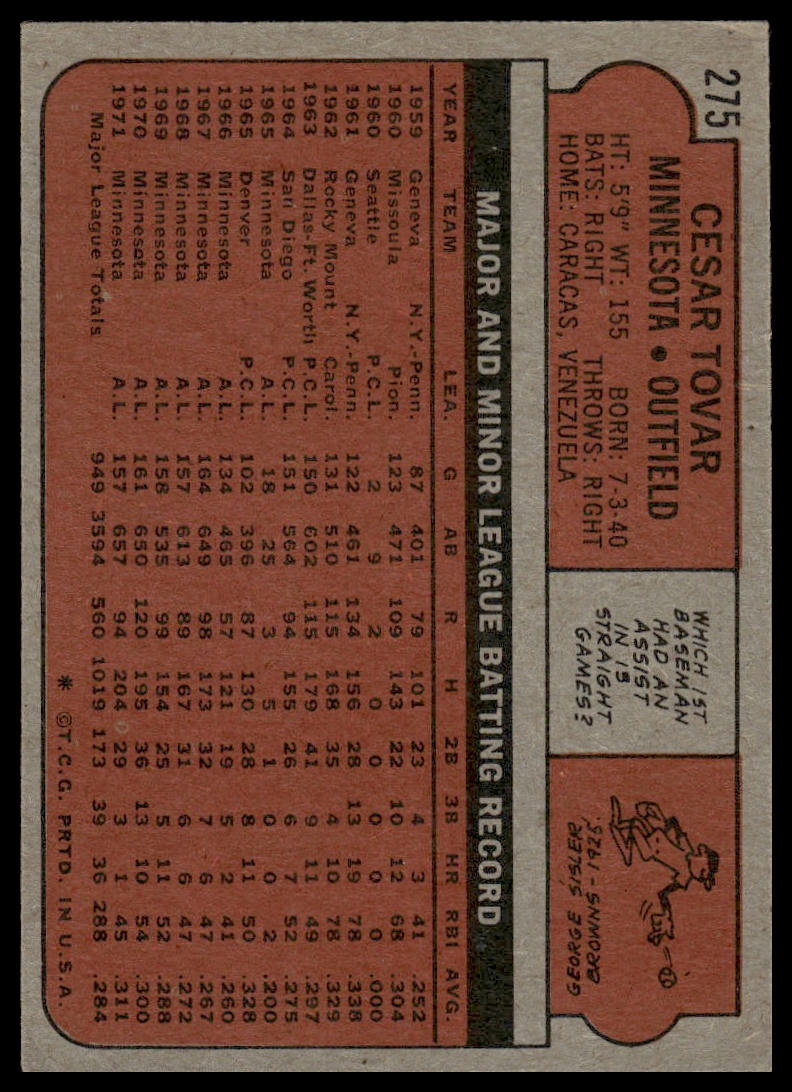 275
CESAR TOVAR
MINNESOTA • OUTFIELD
HT: 5'9" WT: 155 BORN: 7-3-40
BATS: RIGHT THROWS: RIGHT
HOME: CARACAS, VENEZUELA
WHICH 1ST
BASEMAN
HAD AN
ASSIST
IN 18
STRAIGHT
GAMES?
GEORGE SISLER
BROWNS-1925.
MAJOR AND MINOR LEAGUE BATTING RECORD
YEAR TEAM LEA. G AB R H 2B 3B HR RBI AVG.
1959 Geneva N.Y.-Penn. 87 401 79 101 23 4 3 41 .252
1960 Missoula Pion. 123 471 109 143 22 10 12 68 .304
1960 Seattle P.C.L. 2 9 2 0 0 0 0 0 .000
1961 Geneva N.Y.-Penn. 122 461 134 156 28 13 19 78 .338
1962 Rocky Mount Carol. 131 510 115 168 35 4 10 78 .329
1963 Dallas-Ft. Worth P.C.L. 150 602 115 179 41 9 11 49 .297
1964 San Diego P.C.L. 151 564 94 155 26 6 7 52 .275
1965 Minnesota A.L. 18 25 3 5 1 0 0 2 .200
1965 Denver P.C.L. 102 396 87 130 28 8 11 50 .328
1966 Minnesota A.L. 134 465 57 121 19 5 2 41 .260
1967 Minnesota A.L. 164 649 98 173 32 7 6 47 .267
1968 Minnesota A.L. 157 613 89 167 31 6 6 47 .272
1969 Minnesota A.L. 158 535 99 154 25 5 11 52 .288
1970 Minnesota A.L. 161 650 120 195 36 13 10 54 .300
1971 Minnesota A.L. 157 657 94 204 29 3 1 45 .311
Major League Totals 949 3594 560 1019 173 39 36 288 .284
* ©T.C.G. PRTD. IN U.S.A.